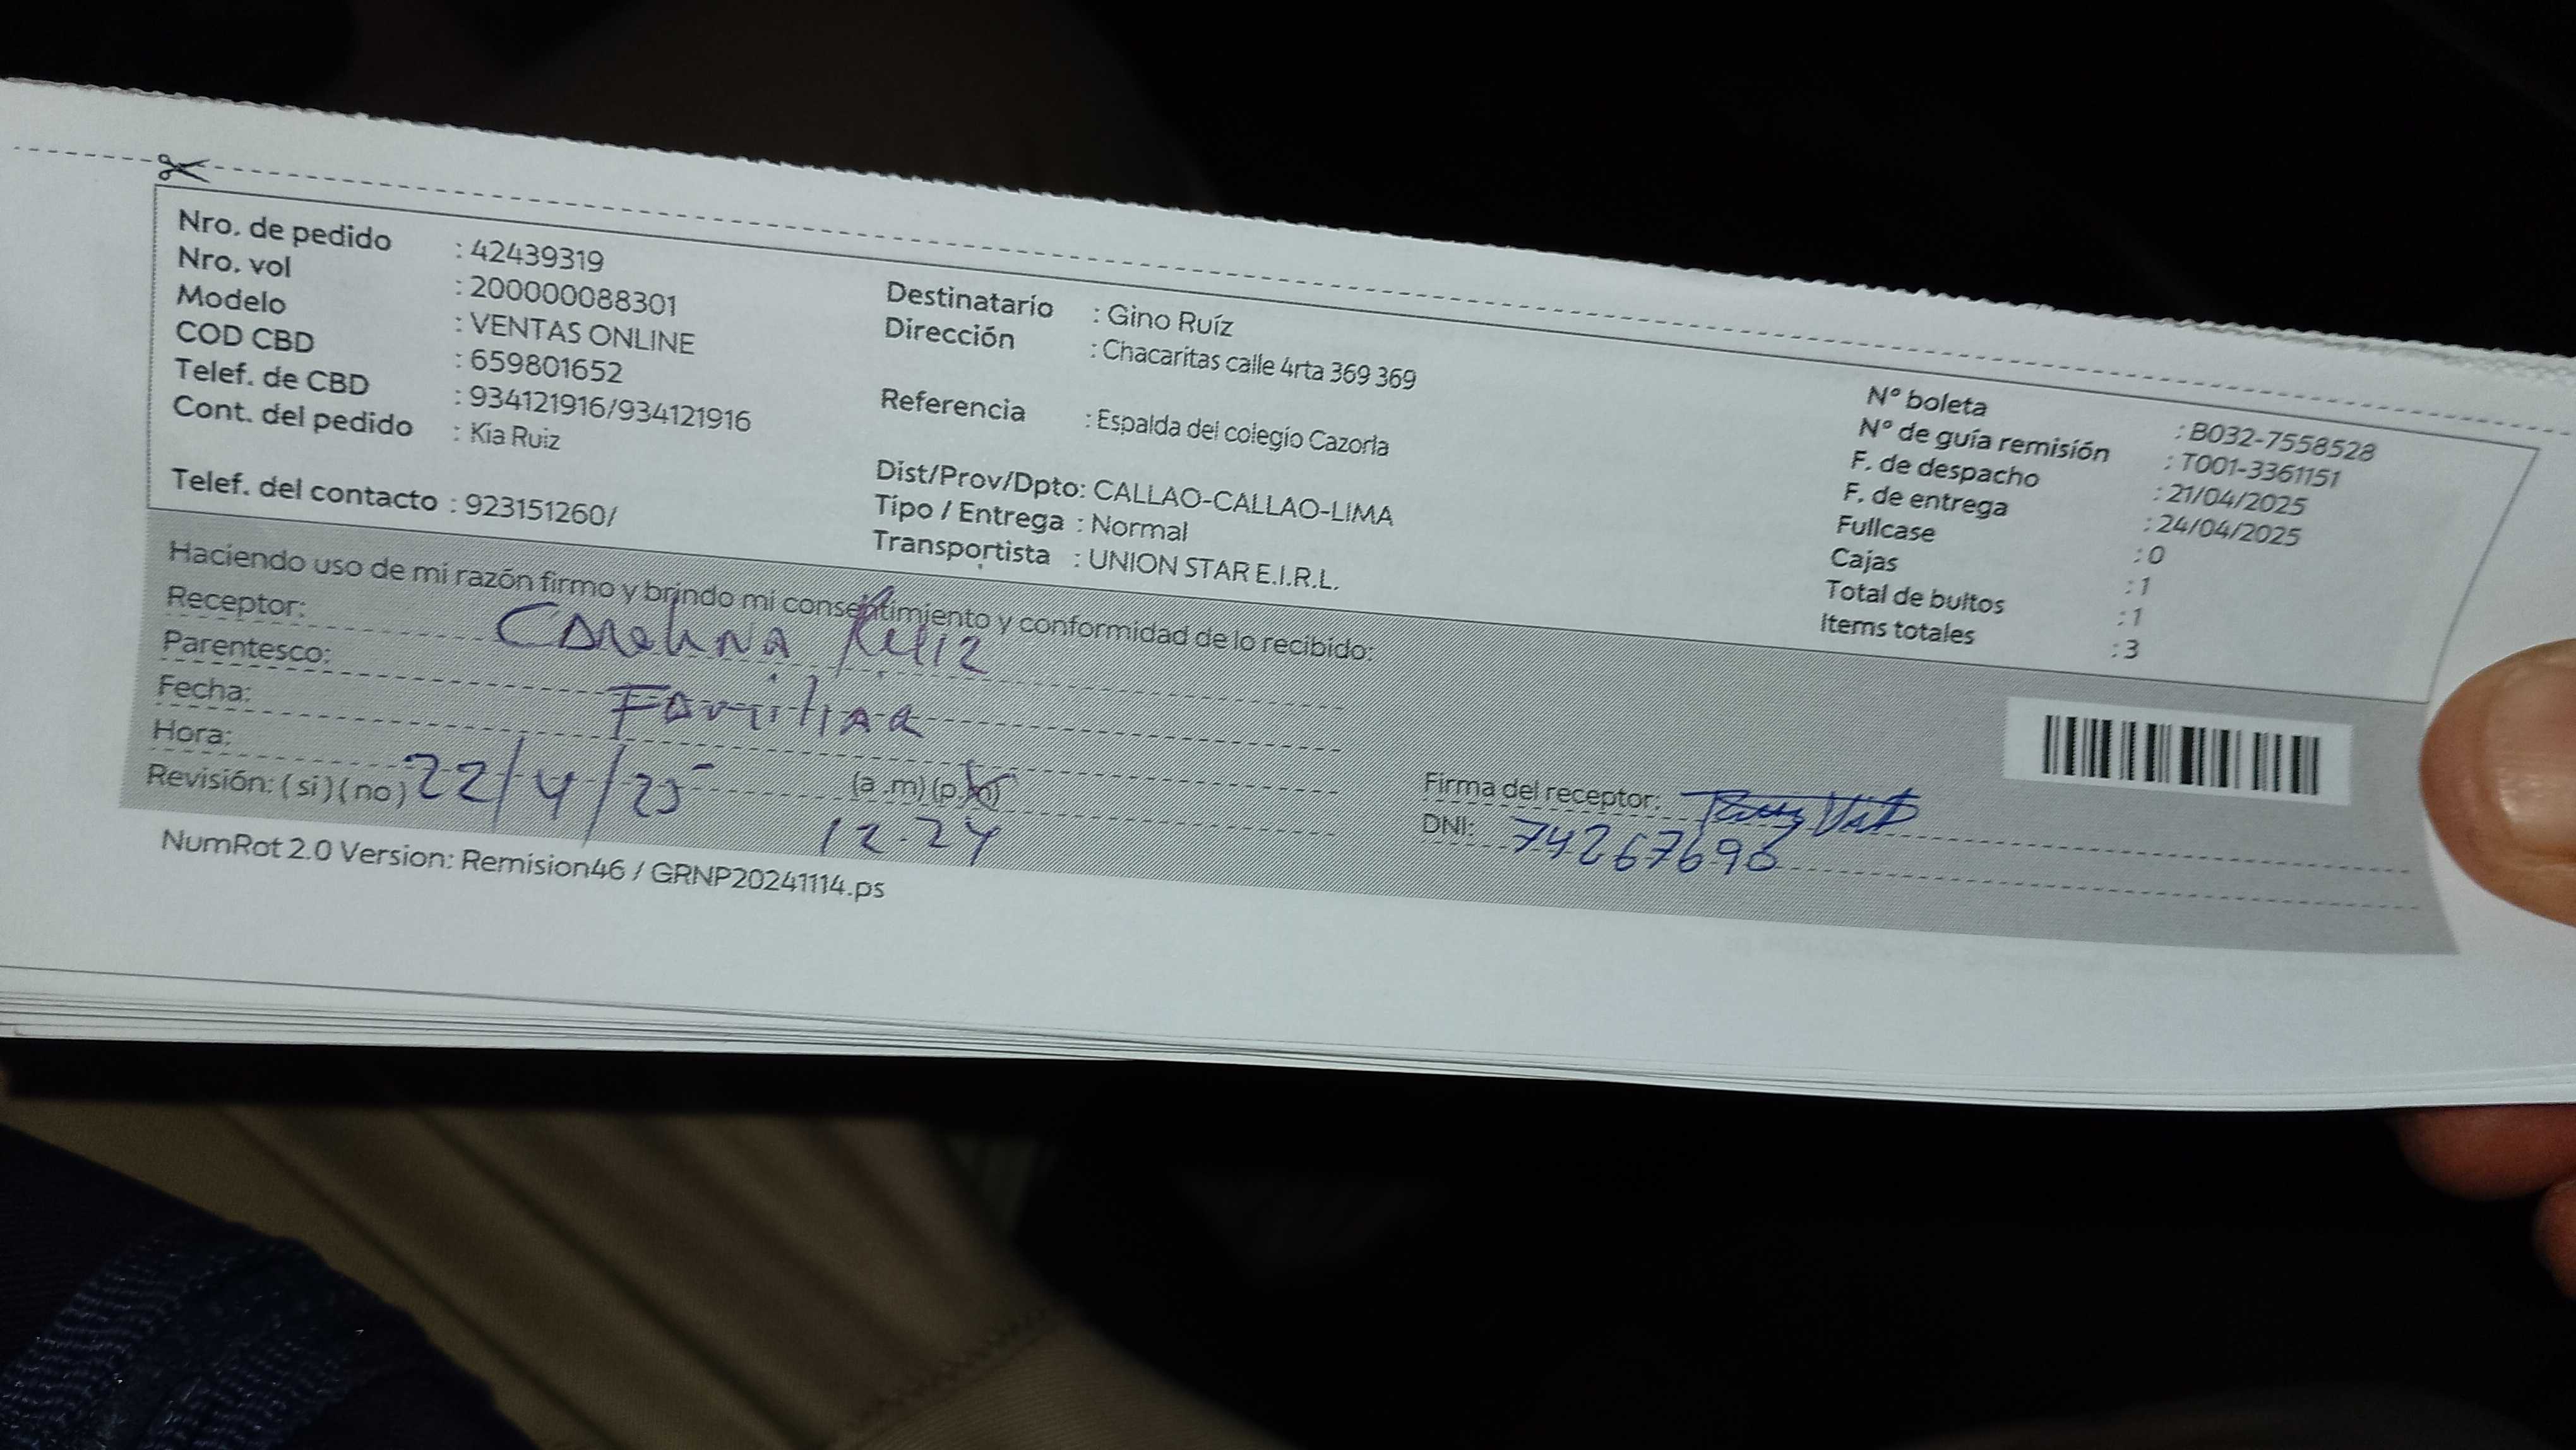 Nro. de pedido : 42439319
Nro. vol : 200000088301
Modelo : VENTAS ONLINE
COD CBD : 659801652
Telef. de CBD : 934121916/934121916
Cont. del pedido : Kia Ruiz
Telef. del contacto : 923151260/
Destinatario : Gino Ruíz
Dirección : Chacaritas calle 4rta 369 369
Referencia : Espalda del colegio Cazorla
Dist/Prov/Dpto: CALLAO-CALLAO-LIMA
Tipo / Entrega : Normal
Transportista : UNION STAR E.I.R.L.
N° boleta : B032-7558528
N° de guía remisión : T001-3361151
F. de despacho : 21/04/2025
F. de entrega : 24/04/2025
Fullcase : 0
Cajas : 1
Total de bultos : 1
Items totales : 3
Haciendo uso de mi razón firmo y brindo mi consentimiento y conformidad de lo recibido:
Receptor: Carolina Ruiz
Parentesco: Familiar
Fecha: 22/4/25
Hora: 12.24 (a.m)(p.m)
Revisión: (si)(no)
Firma del receptor:
DNI: 74267690
NumRot 2.0 Version: Remision46 / GRNP20241114.ps